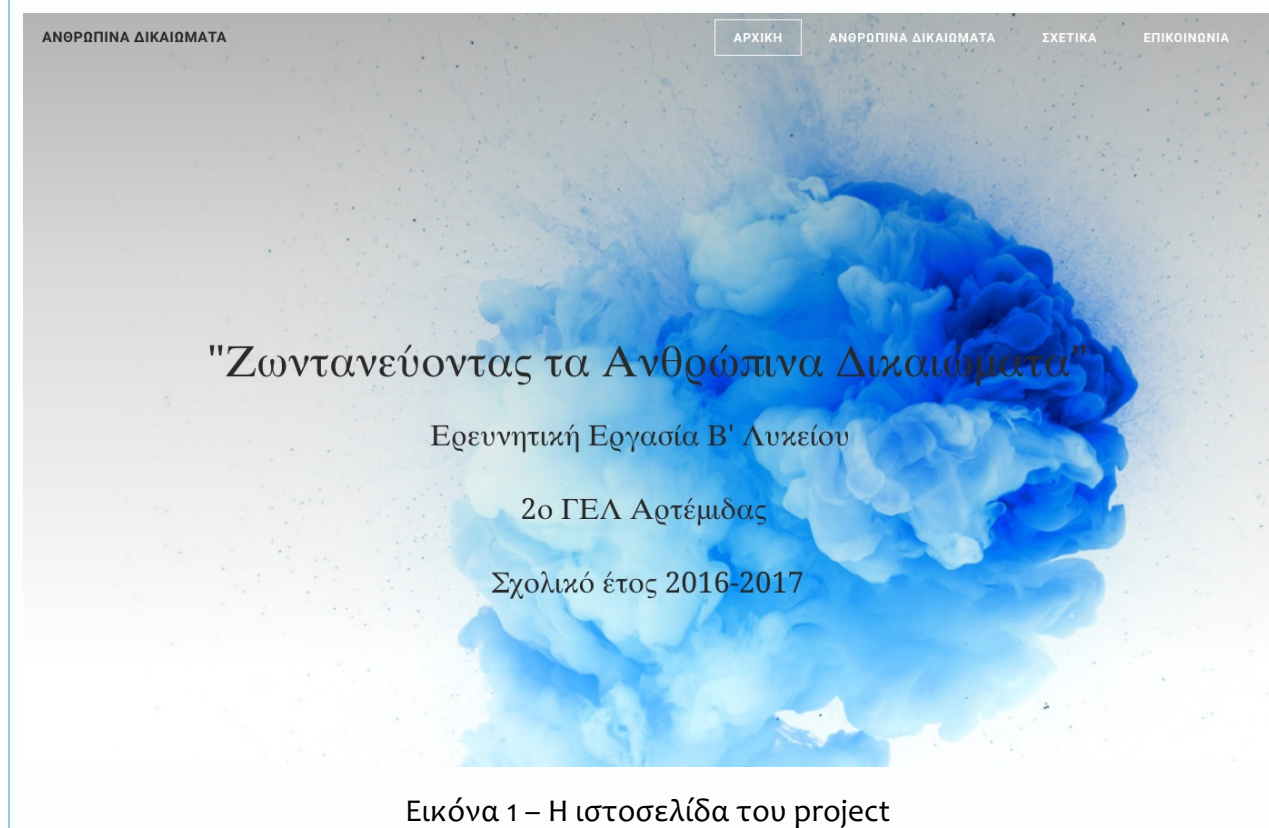 ΑΝΘΡΩΠΙΝΑ ΔΙΚΑΙΩΜΑΤΑ
ΑΡΧΙΚΗ ΑΝΘΡΩΠΙΝΑ ΔΙΚΑΙΩΜΑΤΑ ΣΧΕΤΙΚΑ ΕΠΙΚΟΙΝΩΝΙΑ
"Ζωντανεύοντας τα Ανθρώπινα Δικαιώματα"
Ερευνητική Εργασία Β' Λυκείου
2ο ΓΕΛ Αρτέμιδας
Σχολικό έτος 2016-2017
Εικόνα 1 – Η ιστοσελίδα του project